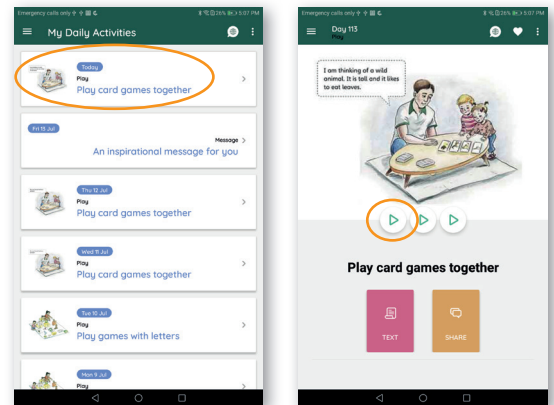 Emergency calls only
26% 5:07 PM
My Daily Activities
Today
Play
Play card games together
Fri 13 Jul
Message
An inspirational message for you
Thu 12 Jul
Play
Play card games together
Wed 11 Jul
Play
Play card games together
Tue 10 Jul
Play
Play games with letters
Mon 9 Jul
Play
Emergency calls only
26% 5:07 PM
Day 113
Play
I am thinking of a wild
animal. It is tall and it likes
to eat leaves.
Play card games together
TEXT
SHARE